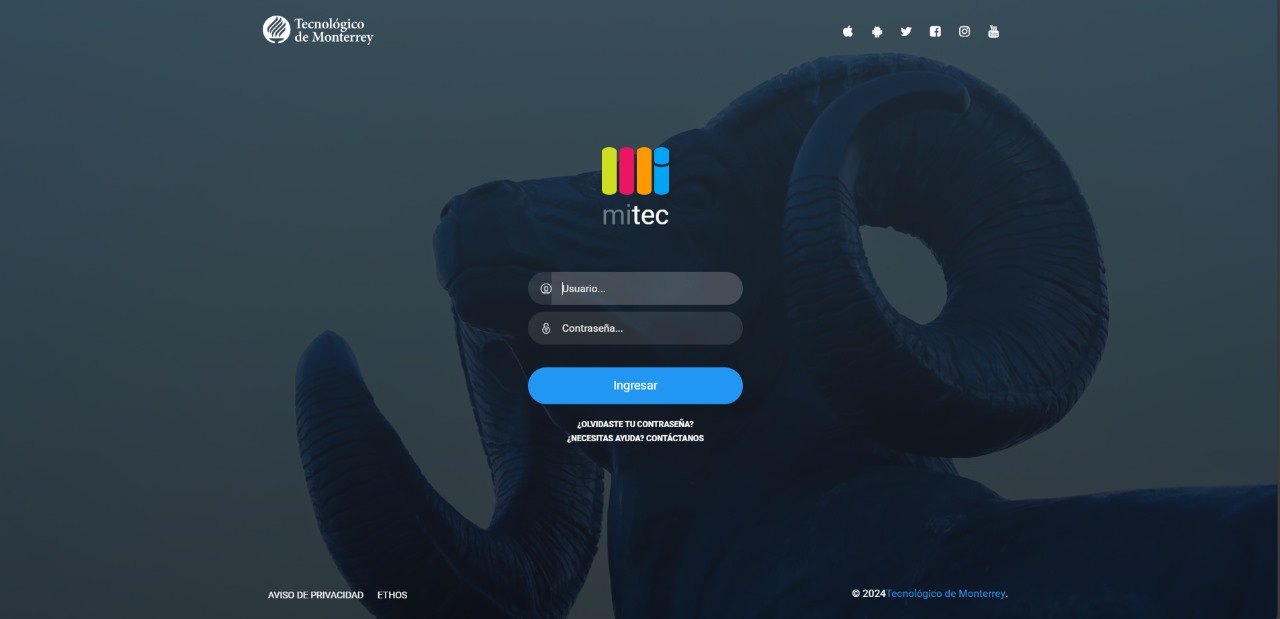 Tecnológico
de Monterrey
mitec
Usuario...
Contraseña...
Ingresar
¿OLVIDASTE TU CONTRASEÑA?
¿NECESITAS AYUDA? CONTÁCTANOS
AVISO DE PRIVACIDAD ETHOS
© 2024Tecnológico de Monterrey.